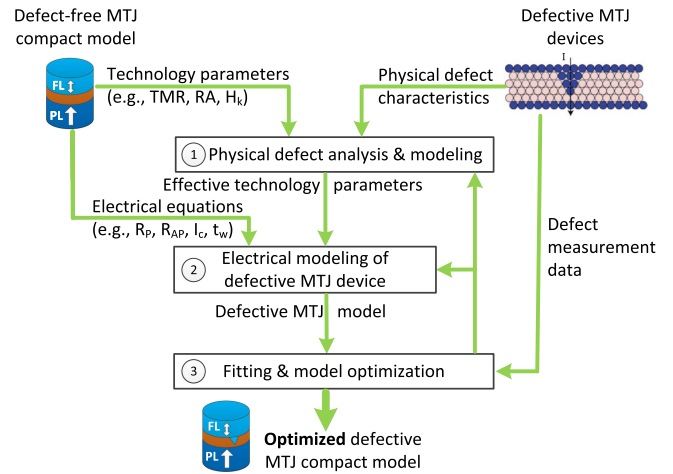 Defect-free MTJ
compact model
Defective MTJ
devices
I
FL
PL
Technology parameters
(e.g., TMR, RA, Hk)
Physical defect
characteristics
1 Physical defect analysis & modeling
Effective technology parameters
Electrical equations
(e.g., RP, RAP, Ic, tw)
Defect
measurement
data
2 Electrical modeling of
defective MTJ device
Defective MTJ model
3 Fitting & model optimization
FL
PL
Optimized defective
MTJ compact model